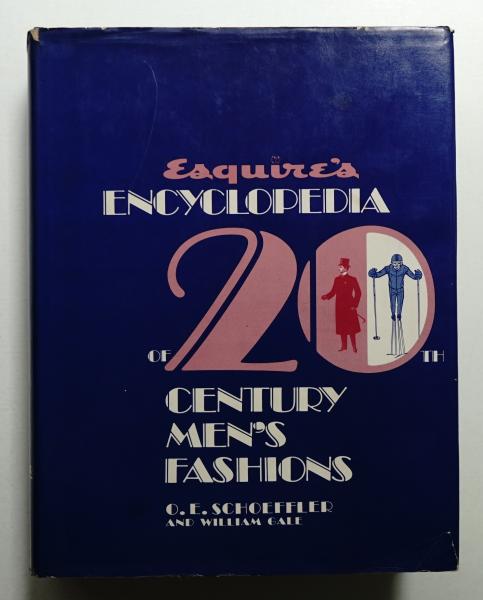 Esquire's
ENCYCLOPEDIA
OF 20TH
CENTURY
MEN'S
FASHIONS
O. E. SCHOEFFLER
AND WILLIAM GALE